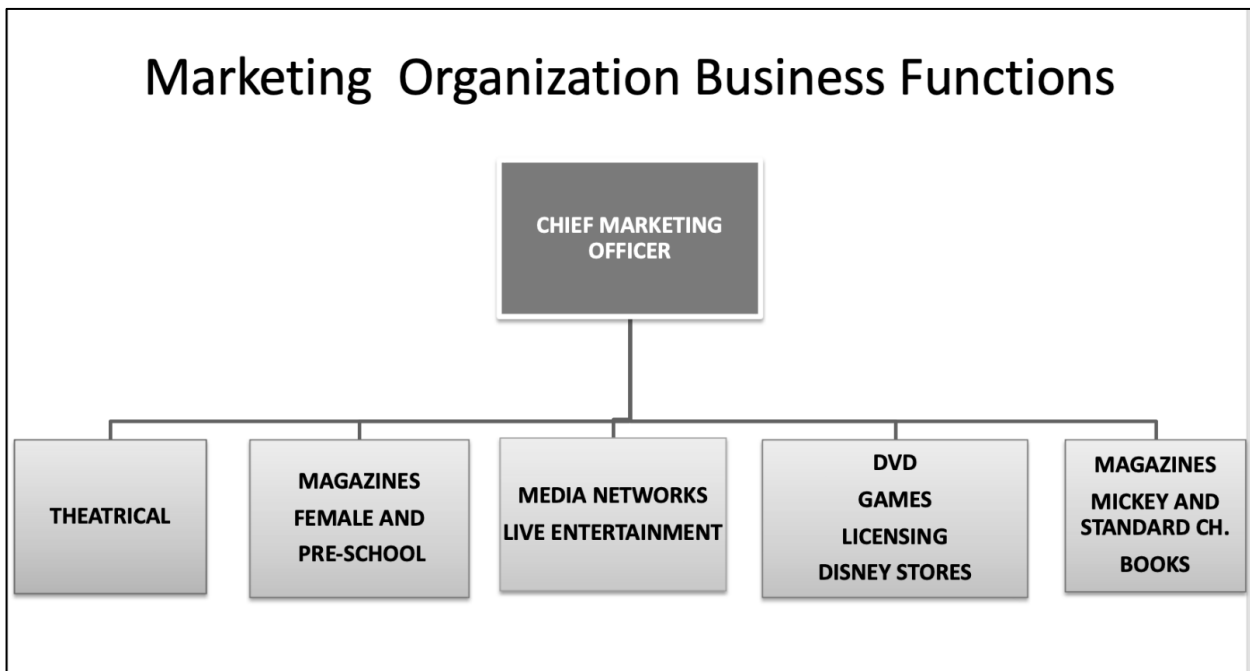 Marketing  Organization Business Functions
CHIEF MARKETING
OFFICER
THEATRICAL
MAGAZINES
FEMALE AND
PRE-SCHOOL
MEDIA NETWORKS
LIVE ENTERTAINMENT
DVD
GAMES
LICENSING
DISNEY STORES
MAGAZINES
MICKEY AND
STANDARD CH.
BOOKS